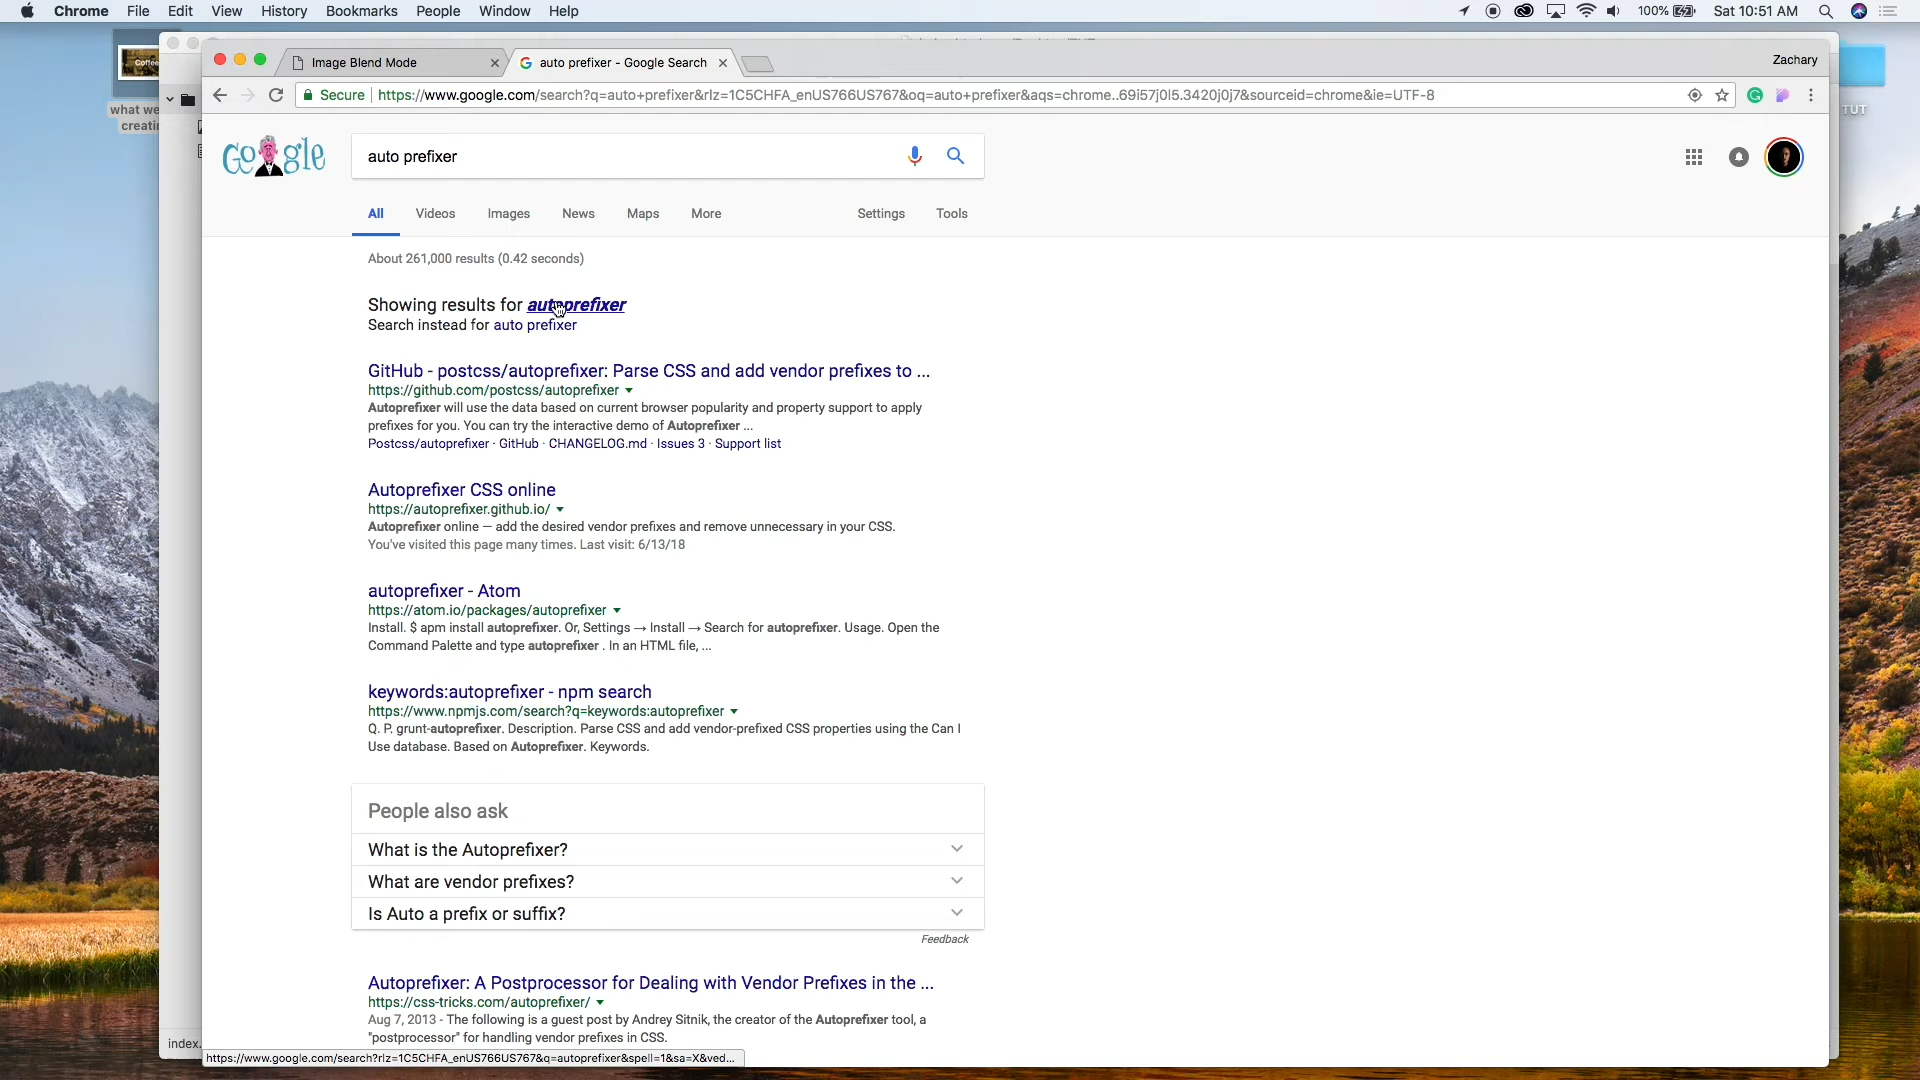 Chrome File Edit View History Bookmarks People Window Help 100% Sat 10:51 AM
Coffee
what we
creati
TUT
Image Blend Mode
auto prefixer - Google Search
Zachary
Secure https://www.google.com/search?q=auto+prefixer&rlz=1C5CHFA_enUS766US767&oq=auto+prefixer&aqs=chrome..69i57j0l5.3420j0j7&sourceid=chrome&ie=UTF-8
Google
auto prefixer
All Videos Images News Maps More Settings Tools
About 261,000 results (0.42 seconds)
Showing results for autoprefixer
Search instead for auto prefixer
GitHub - postcss/autoprefixer: Parse CSS and add vendor prefixes to ...
https://github.com/postcss/autoprefixer
Autoprefixer will use the data based on current browser popularity and property support to apply
prefixes for you. You can try the interactive demo of Autoprefixer ...
Postcss/autoprefixer · GitHub · CHANGELOG.md · Issues 3 · Support list
Autoprefixer CSS online
https://autoprefixer.github.io/
Autoprefixer online — add the desired vendor prefixes and remove unnecessary in your CSS.
You've visited this page many times. Last visit: 6/13/18
autoprefixer - Atom
https://atom.io/packages/autoprefixer
Install. $ apm install autoprefixer. Or, Settings → Install → Search for autoprefixer. Usage. Open the
Command Palette and type autoprefixer . In an HTML file, ...
keywords:autoprefixer - npm search
https://www.npmjs.com/search?q=keywords:autoprefixer
Q. P. grunt-autoprefixer. Description. Parse CSS and add vendor-prefixed CSS properties using the Can I
Use database. Based on Autoprefixer. Keywords.
People also ask
What is the Autoprefixer?
What are vendor prefixes?
Is Auto a prefix or suffix?
Feedback
Autoprefixer: A Postprocessor for Dealing with Vendor Prefixes in the ...
https://css-tricks.com/autoprefixer/
Aug 7, 2013 - The following is a guest post by Andrey Sitnik, the creator of the Autoprefixer tool, a
"postprocessor" for handling vendor prefixes in CSS.
index.
https://www.google.com/search?rlz=1C5CHFA_enUS766US767&q=autoprefixer&spell=1&sa=X&ved...